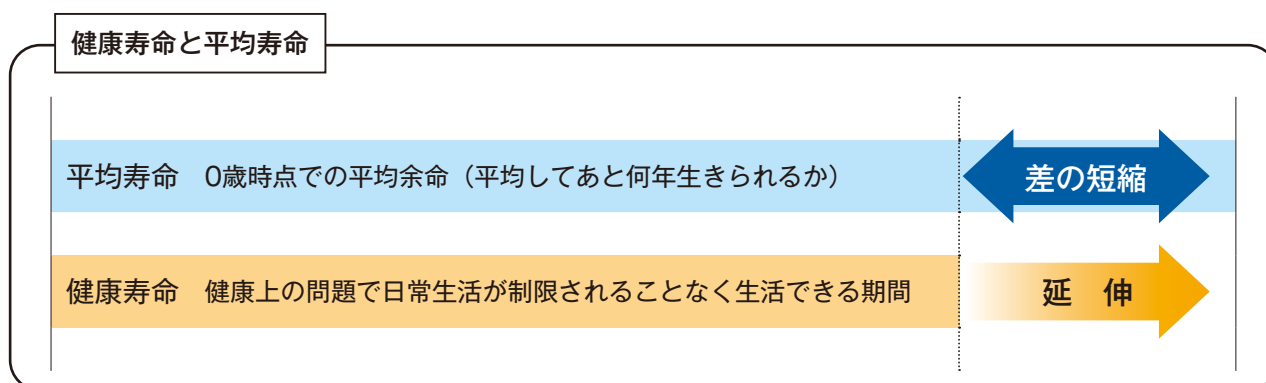 健康寿命と平均寿命
平均寿命 0歳時点での平均余命（平均してあと何年生きられるか） 差の短縮
健康寿命 健康上の問題で日常生活が制限されることなく生活できる期間 延 伸